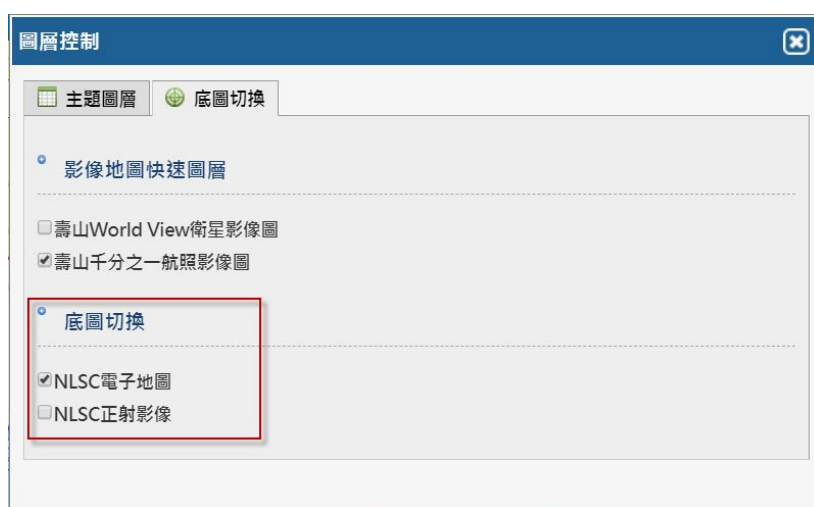 圖層控制
主題圖層
底圖切換
影像地圖快速圖層
壽山World View衛星影像圖
壽山千分之一航照影像圖
底圖切換
NLSC電子地圖
NLSC正射影像